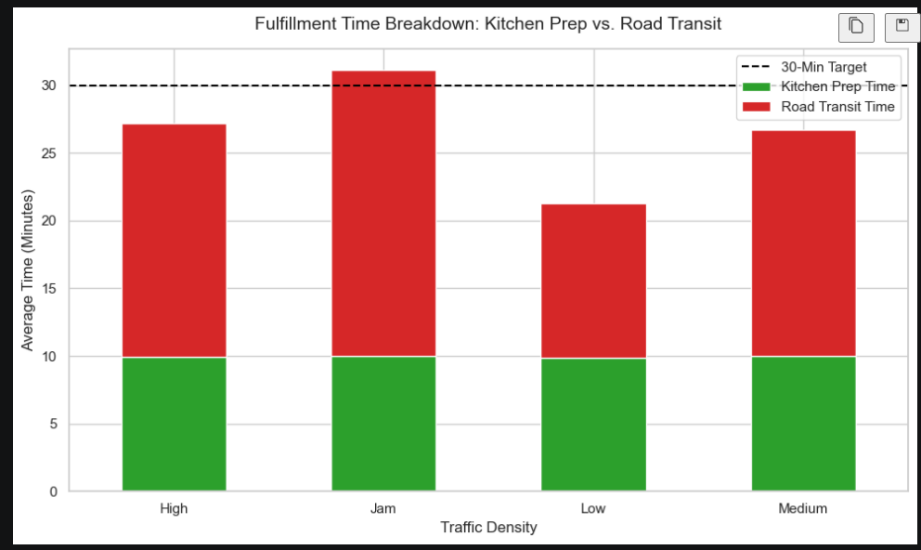 Fulfillment Time Breakdown: Kitchen Prep vs. Road Transit
30-Min Target
Kitchen Prep Time
Road Transit Time
Average Time (Minutes)
30
25
20
15
10
5
0
High Jam Low Medium
Traffic Density